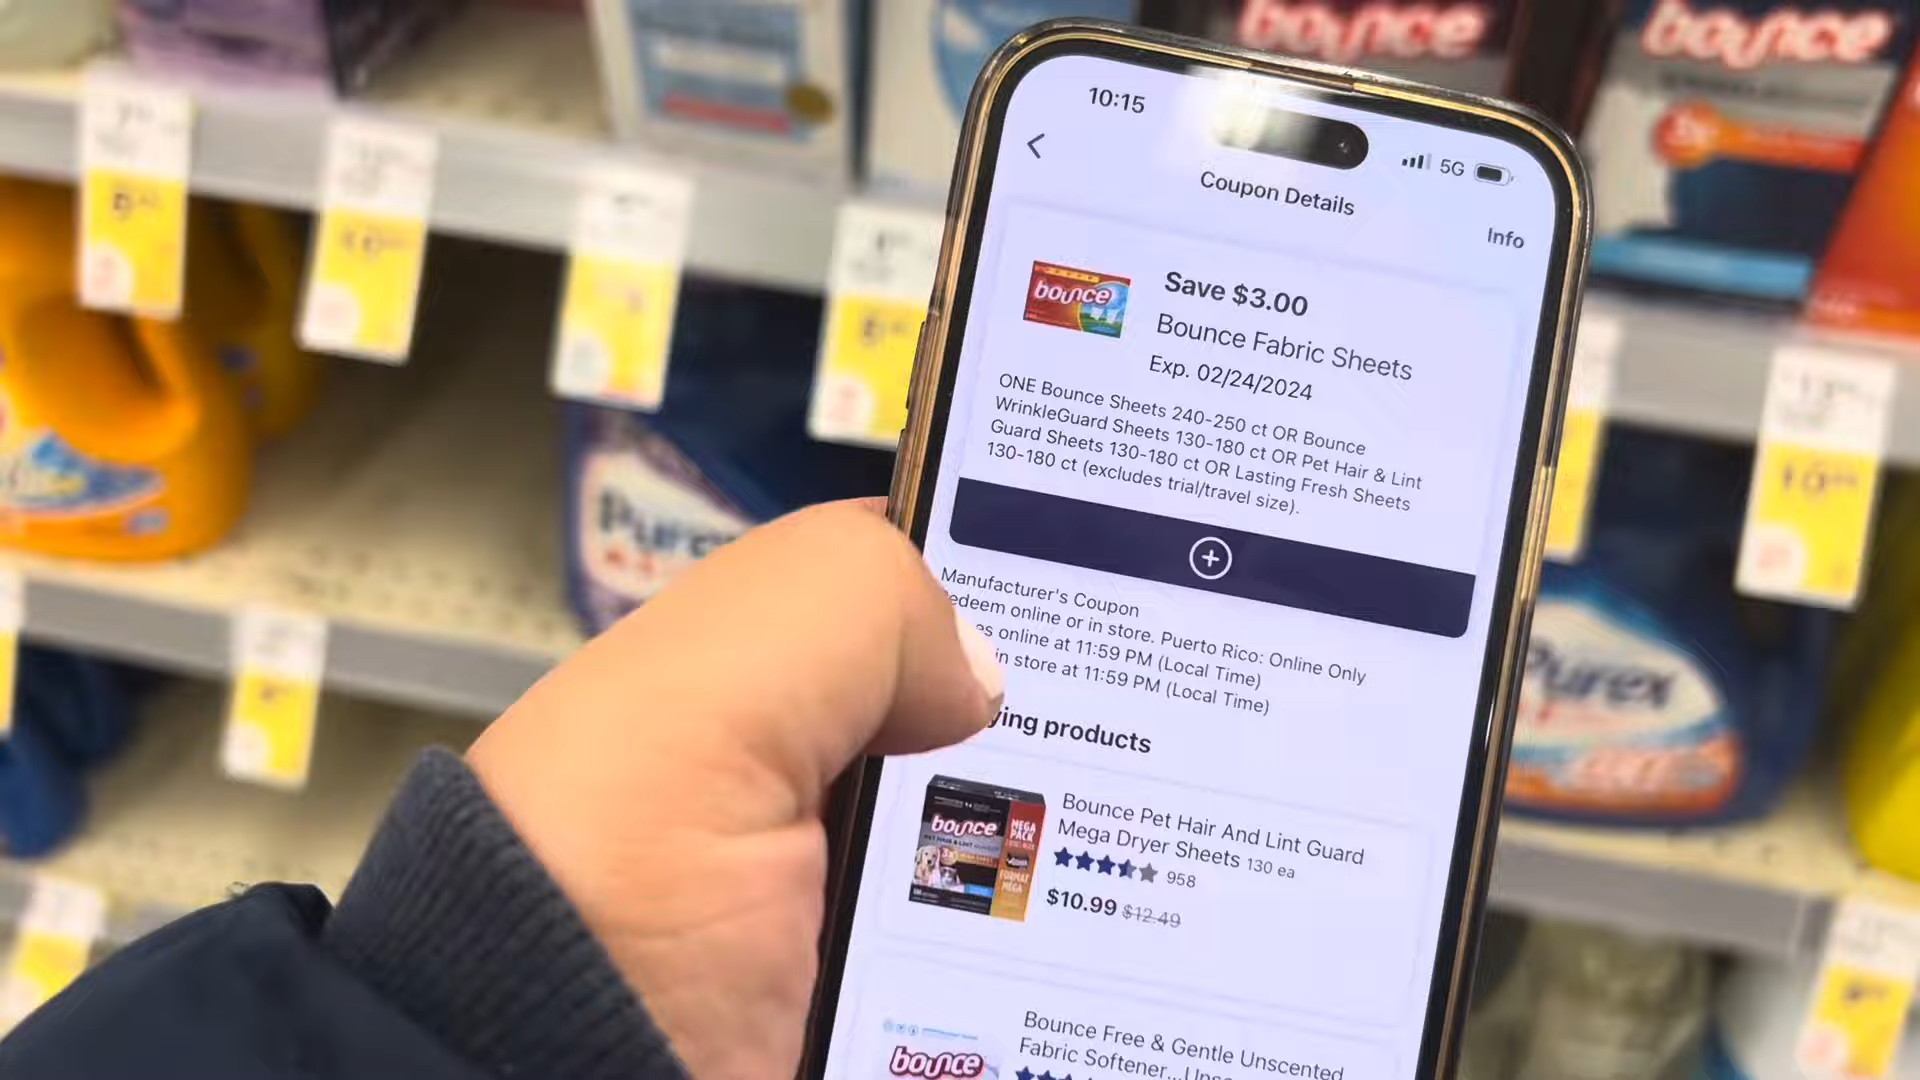 bounce
bounce
10:15
5G
Coupon Details
Info
bounce
Save $3.00
Bounce Fabric Sheets
Exp. 02/24/2024
ONE Bounce Sheets 240-250 ct OR Bounce
WrinkleGuard Sheets 130-180 ct OR Pet Hair & Lint
Guard Sheets 130-180 ct OR Lasting Fresh Sheets
130-180 ct (excludes trial/travel size).
Manufacturer's Coupon
edeem online or in store. Puerto Rico: Online Only
es online at 11:59 PM (Local Time)
in store at 11:59 PM (Local Time)
ying products
bounce
MEGA
PACK
FORMAT
MEGA
Bounce Pet Hair And Lint Guard
Mega Dryer Sheets 130 ea
958
$10.99 $12.49
bounce
Bounce Free & Gentle Unscented
Fabric Softener...
Purex
Purex